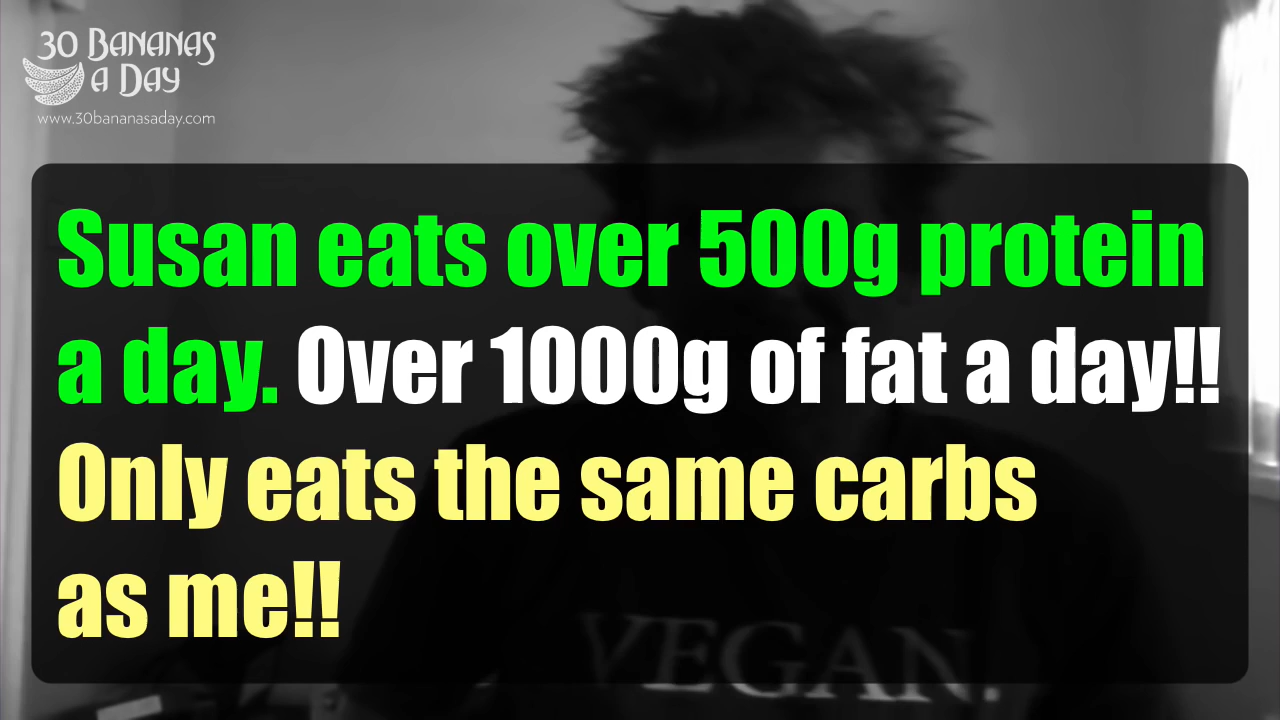 30 BANANAS
A DAY
www.30bananasaday.com
Susan eats over 500g protein
a day. Over 1000g of fat a day!!
Only eats the same carbs
as me!!
VEGAN.